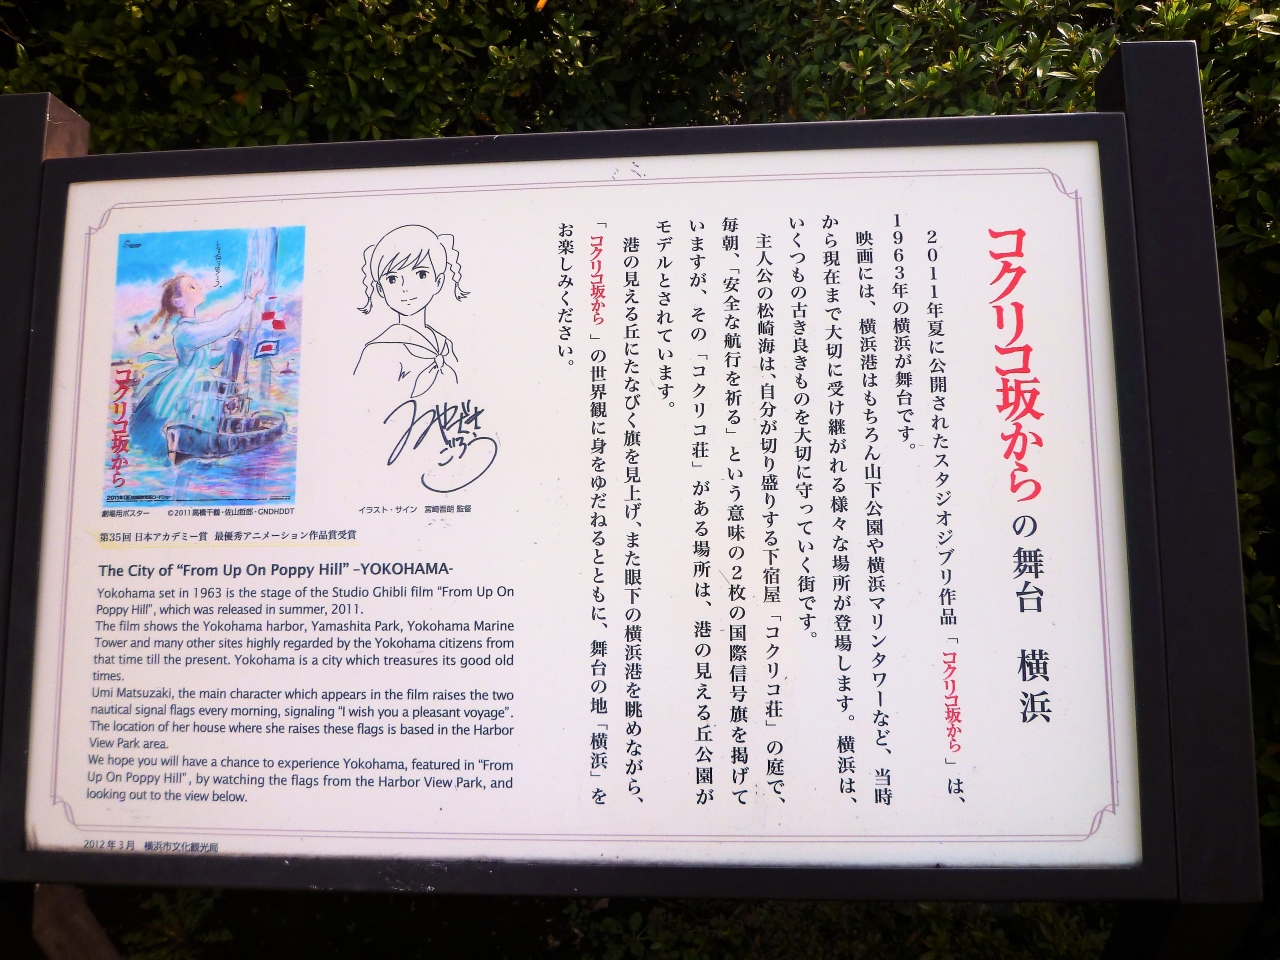 コクリコ坂からの舞台　横浜
２０１１年夏に公開されたスタジオジブリ作品「コクリコ坂から」は、
１９６３年の横浜が舞台です。
映画には、横浜港はもちろん山下公園や横浜マリンタワーなど、当時
から現在まで大切に受け継がれる様々な場所が登場します。横浜は、
いくつもの古き良きものを大切に守っていく街です。
主人公の松崎海は、自分が切り盛りする下宿屋「コクリコ荘」の庭で、
毎朝、「安全な航行を祈る」という意味の２枚の国際信号旗を掲げて
いますが、その「コクリコ荘」がある場所は、港の見える丘公園が
モデルとされています。
港の見える丘にたなびく旗を見上げ、また眼下の横浜港を眺めながら、
「コクリコ坂から」の世界観に身をゆだねるとともに、舞台の地「横浜」を
お楽しみください。
コクリコ坂から
劇場用ポスター　©2011 高橋千鶴・佐山哲郎・GNDHDDT
みやざきごろう
イラスト・サイン　宮崎吾朗 監督
第35回 日本アカデミー賞　最優秀アニメーション作品賞受賞
The City of “From Up On Poppy Hill” –YOKOHAMA-
Yokohama set in 1963 is the stage of the Studio Ghibli film “From Up On
Poppy Hill”, which was released in summer, 2011.
The film shows the Yokohama harbor, Yamashita Park, Yokohama Marine
Tower and many other sites highly regarded by the Yokohama citizens from
that time till the present. Yokohama is a city which treasures its good old
times.
Umi Matsuzaki, the main character which appears in the film raises the two
nautical signal flags every morning, signaling “I wish you a pleasant voyage”.
The location of her house where she raises these flags is based in the Harbor
View Park area.
We hope you will have a chance to experience Yokohama, featured in “From
Up On Poppy Hill”, by watching the flags from the Harbor View Park, and
looking out to the view below.
2012年3月　横浜市文化観光局